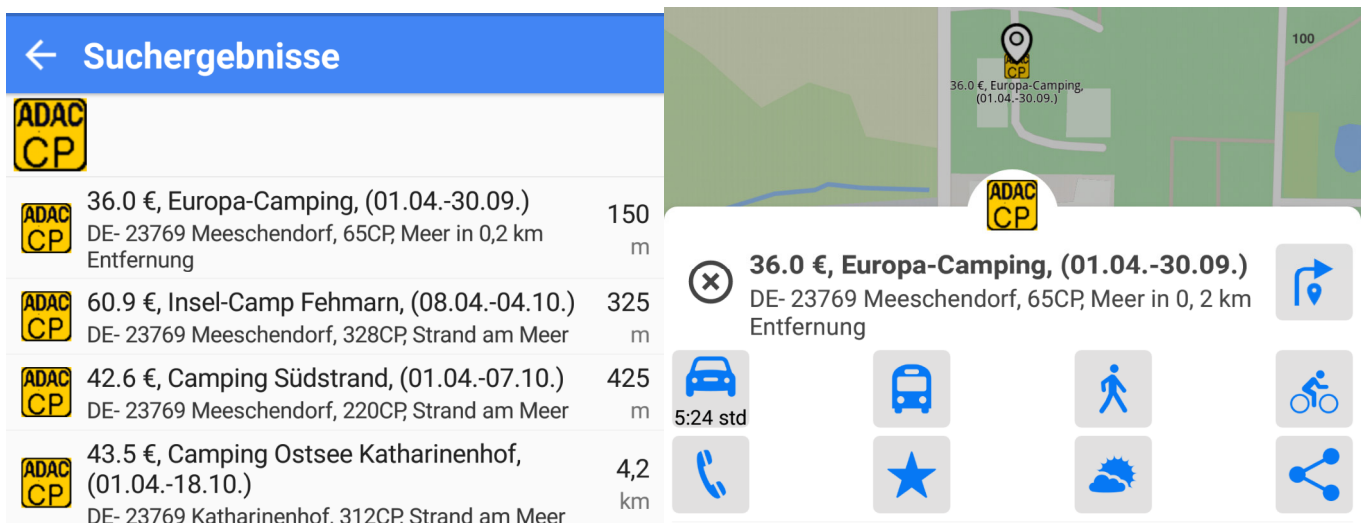 Suchergebnisse
ADAC
CP
ADAC
CP
36.0 €, Europa-Camping, (01.04.-30.09.)
DE- 23769 Meeschendorf, 65CP, Meer in 0,2 km
Entfernung
150
m
ADAC
CP
60.9 €, Insel-Camp Fehmarn, (08.04.-04.10.)
DE- 23769 Meeschendorf, 328CP, Strand am Meer
325
m
ADAC
CP
42.6 €, Camping Südstrand, (01.04.-07.10.)
DE- 23769 Meeschendorf, 220CP, Strand am Meer
425
m
ADAC
CP
43.5 €, Camping Ostsee Katharinenhof,
(01.04.-18.10.)
DE- 23769 Katharinenhof, 312CP, Strand am Meer
4,2
km
100
ADAC
CP
36.0 €, Europa-Camping,
(01.04.-30.09.)
ADAC
CP
36.0 €, Europa-Camping, (01.04.-30.09.)
DE- 23769 Meeschendorf, 65CP, Meer in 0, 2 km
Entfernung
5:24 std